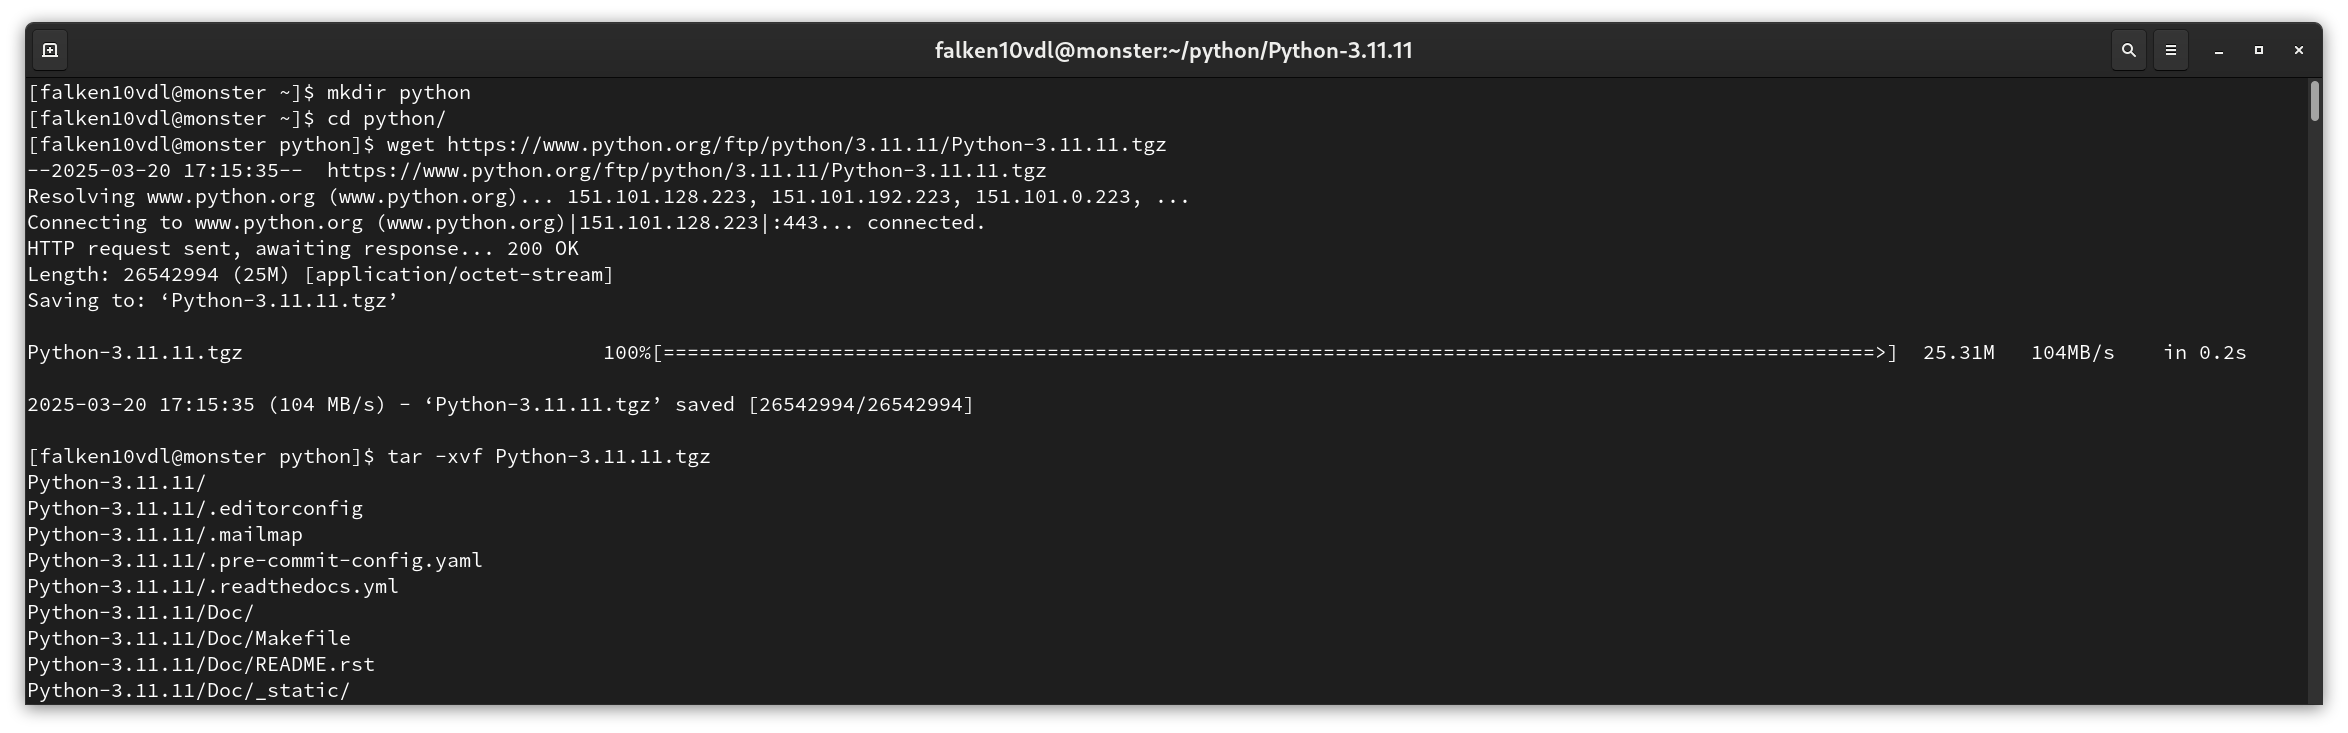 falken10vdl@monster:~/python/Python-3.11.11
[falken10vdl@monster ~]$ mkdir python
[falken10vdl@monster ~]$ cd python/
[falken10vdl@monster python]$ wget https://www.python.org/ftp/python/3.11.11/Python-3.11.11.tgz
--2025-03-20 17:15:35--  https://www.python.org/ftp/python/3.11.11/Python-3.11.11.tgz
Resolving www.python.org (www.python.org)... 151.101.128.223, 151.101.192.223, 151.101.0.223, ...
Connecting to www.python.org (www.python.org)|151.101.128.223|:443... connected.
HTTP request sent, awaiting response... 200 OK
Length: 26542994 (25M) [application/octet-stream]
Saving to: ‘Python-3.11.11.tgz’
Python-3.11.11.tgz                              100%[=====================================================================================================>]  25.31M   104MB/s    in 0.2s
2025-03-20 17:15:35 (104 MB/s) - ‘Python-3.11.11.tgz’ saved [26542994/26542994]
[falken10vdl@monster python]$ tar -xvf Python-3.11.11.tgz
Python-3.11.11/
Python-3.11.11/.editorconfig
Python-3.11.11/.mailmap
Python-3.11.11/.pre-commit-config.yaml
Python-3.11.11/.readthedocs.yml
Python-3.11.11/Doc/
Python-3.11.11/Doc/Makefile
Python-3.11.11/Doc/README.rst
Python-3.11.11/Doc/_static/